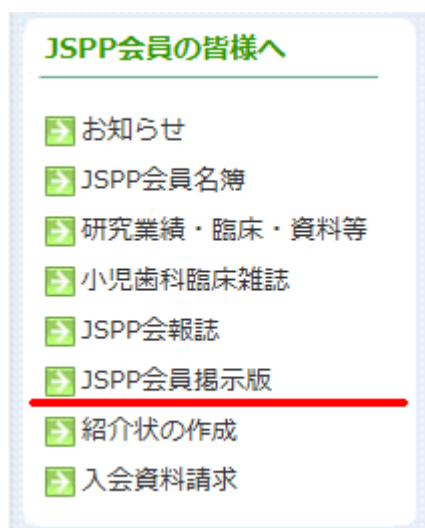 JSPP会員の皆様へ
お知らせ
JSPP会員名簿
研究業績・臨床・資料等
小児歯科臨床雑誌
JSPP会報誌
JSPP会員掲示版
紹介状の作成
入会資料請求